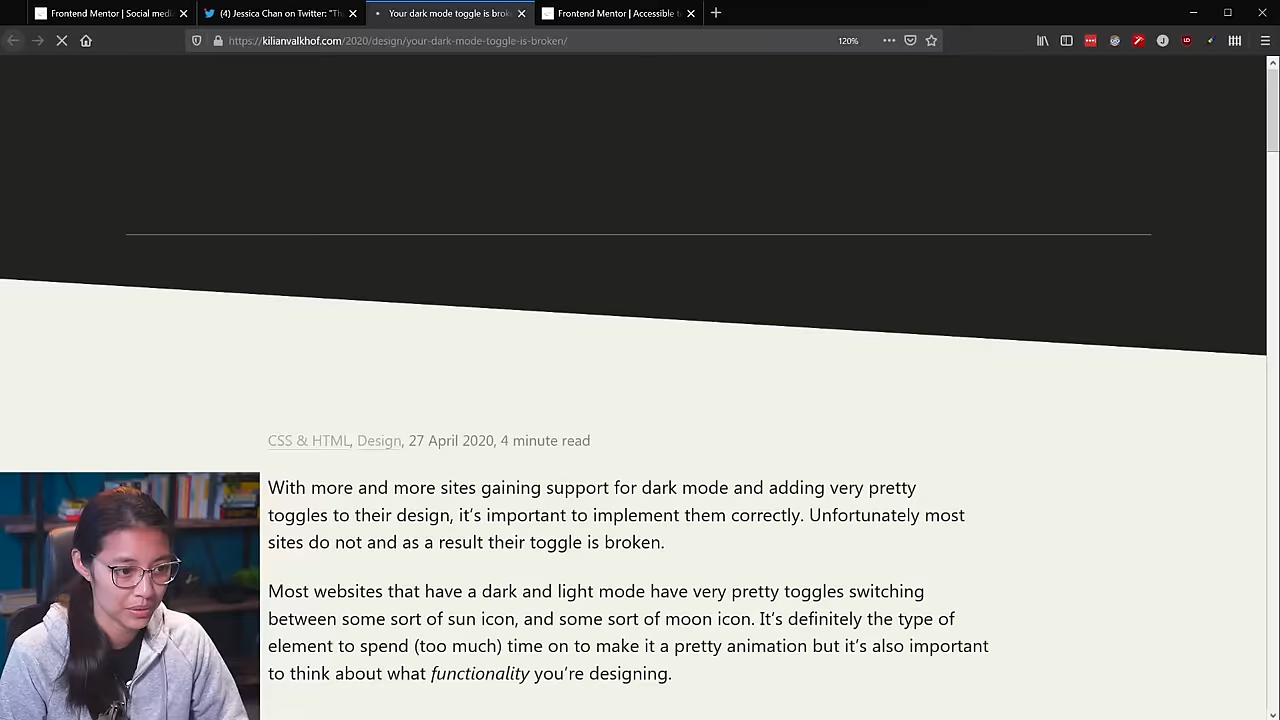 Frontend Mentor | Social medi
(4) Jessica Chan on Twitter: "Th
Your dark mode toggle is brok
Frontend Mentor | Accessible t
https://kilianvalkhof.com/2020/design/your-dark-mode-toggle-is-broken/
120%
CSS & HTML, Design, 27 April 2020, 4 minute read
With more and more sites gaining support for dark mode and adding very pretty
toggles to their design, it’s important to implement them correctly. Unfortunately most
sites do not and as a result their toggle is broken.
Most websites that have a dark and light mode have very pretty toggles switching
between some sort of sun icon, and some sort of moon icon. It’s definitely the type of
element to spend (too much) time on to make it a pretty animation but it’s also important
to think about what functionality you’re designing.